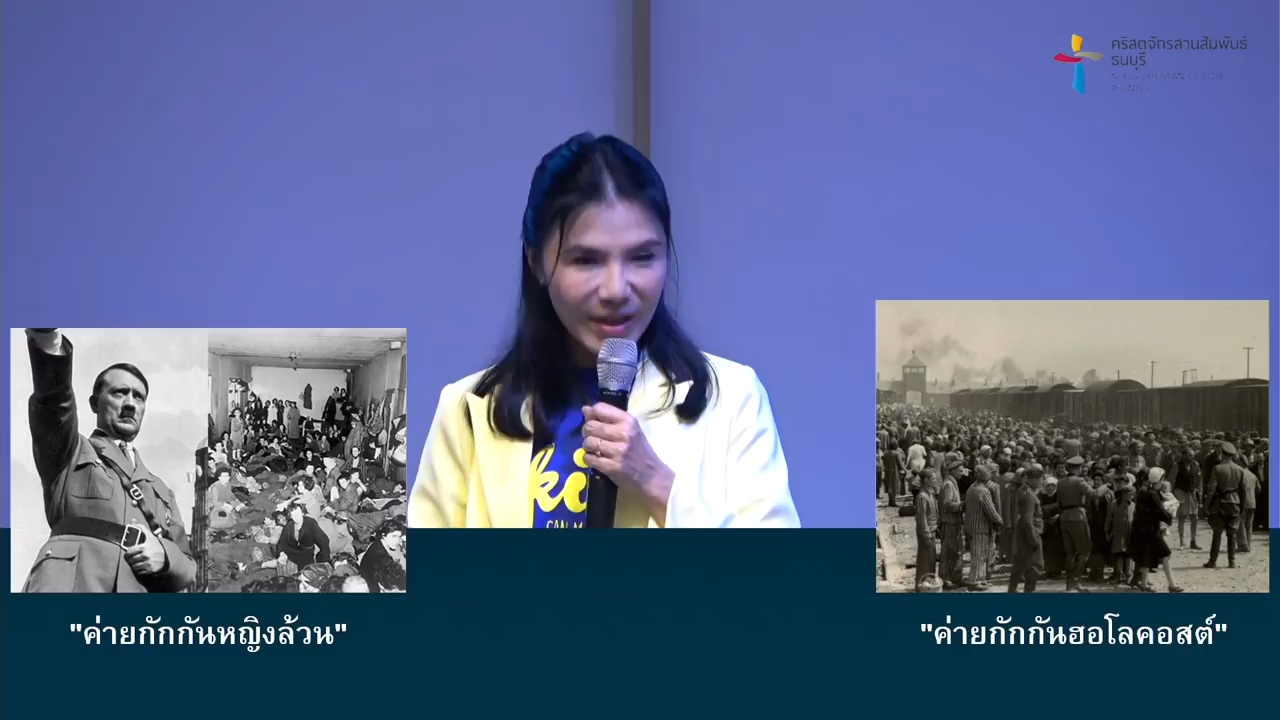 คริสตจักรสานสัมพันธ์
ธนบุรี
ki
CAN M
"ค่ายกักกันหญิงล้วน"
"ค่ายกักกันฮอโลคอสต์"